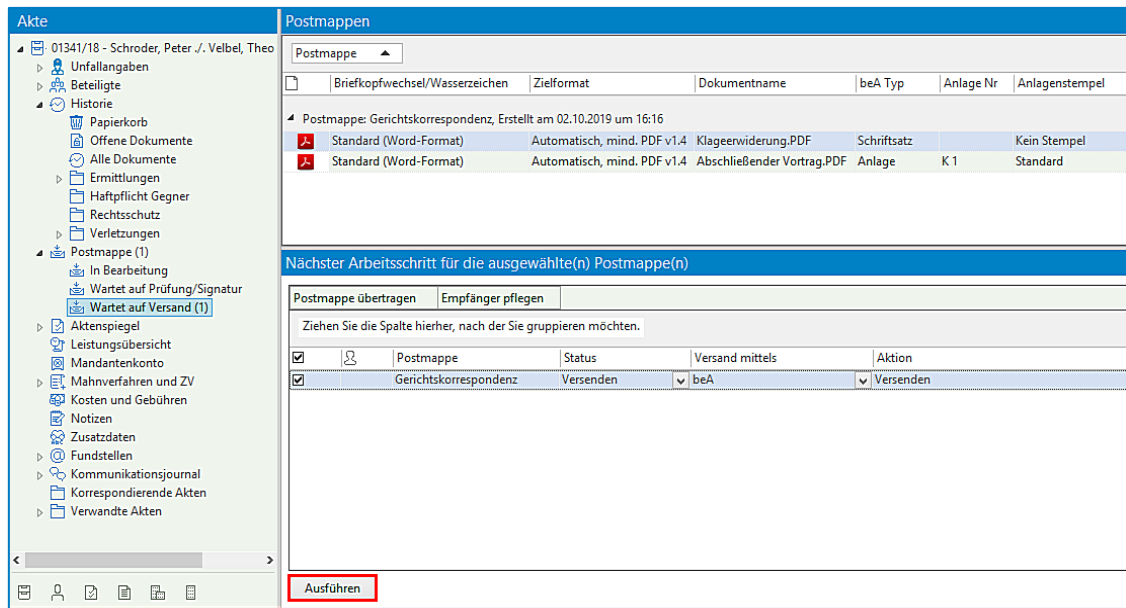 Akte
01341/18 - Schroder, Peter ./. Velbel, Theo
Unfallangaben
Beteiligte
Historie
Papierkorb
Offene Dokumente
Alle Dokumente
Ermittlungen
Haftpflicht Gegner
Rechtsschutz
Verletzungen
Postmappe (1)
In Bearbeitung
Wartet auf Prüfung/Signatur
Wartet auf Versand (1)
Aktenspiegel
Leistungsübersicht
Mandantenkonto
Mahnverfahren und ZV
Kosten und Gebühren
Notizen
Zusatzdaten
Fundstellen
Kommunikationsjournal
Korrespondierende Akten
Verwandte Akten
Postmappen
Postmappe
Briefkopfwechsel/Wasserzeichen Zielformat Dokumentname beA Typ Anlage Nr Anlagenstempel
Postmappe: Gerichtskorrespondenz, Erstellt am 02.10.2019 um 16:16
Standard (Word-Format) Automatisch, mind. PDF v1.4 Klageerwiderung.PDF Schriftsatz Kein Stempel
Standard (Word-Format) Automatisch, mind. PDF v1.4 Abschließender Vortrag.PDF Anlage K 1 Standard
Nächster Arbeitsschritt für die ausgewählte(n) Postmappe(n)
Postmappe übertragen Empfänger pflegen
Ziehen Sie die Spalte hierher, nach der Sie gruppieren möchten.
Postmappe Status Versand mittels Aktion
Gerichtskorrespondenz Versenden beA Versenden
Ausführen